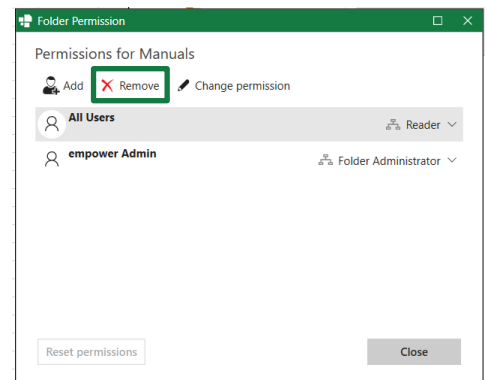 Folder Permission
Permissions for Manuals
Add Remove Change permission
All Users
Reader
empower Admin
Folder Administrator
Reset permissions Close